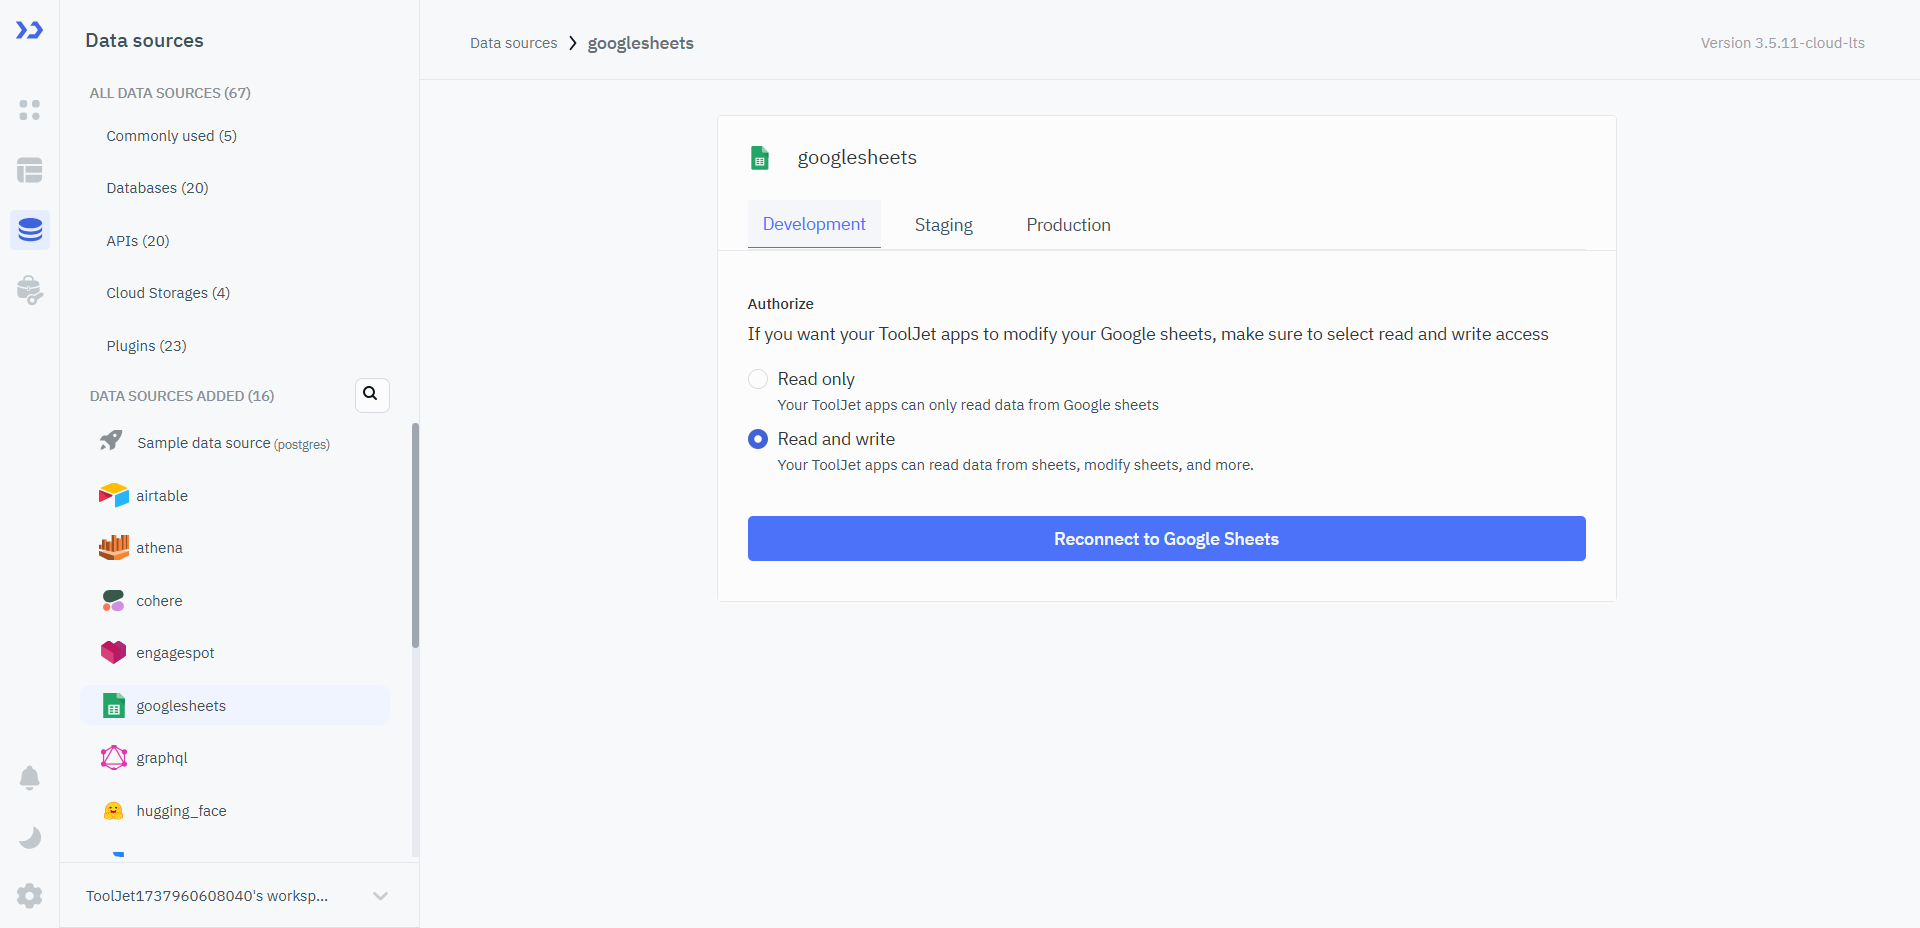 Data sources
ALL DATA SOURCES (67)
Commonly used (5)
Databases (20)
APIs (20)
Cloud Storages (4)
Plugins (23)
DATA SOURCES ADDED (16)
Sample data source (postgres)
airtable
athena
cohere
engagespot
googlesheets
graphql
hugging_face
ToolJet1737960608040's worksp...
Data sources googlesheets
Version 3.5.11-cloud-lts
googlesheets
Development Staging Production
Authorize
If you want your ToolJet apps to modify your Google sheets, make sure to select read and write access
Read only
Your ToolJet apps can only read data from Google sheets
Read and write
Your ToolJet apps can read data from sheets, modify sheets, and more.
Reconnect to Google Sheets